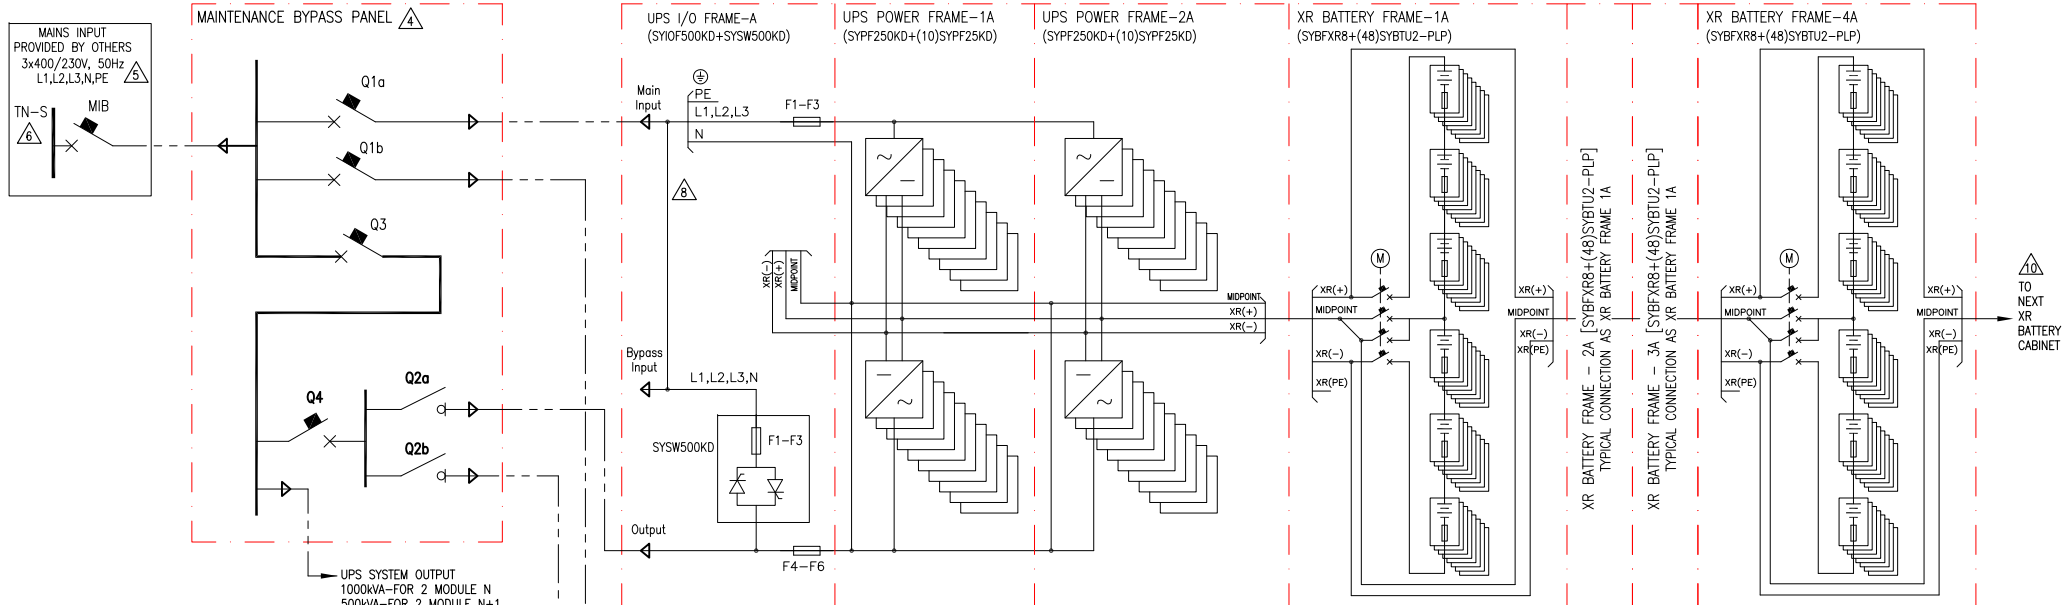 MAINS INPUT
PROVIDED BY OTHERS
3x400/230V, 50Hz
L1,L2,L3,N,PE
5
TN-S
6
MIB
MAINTENANCE BYPASS PANEL
4
Q1a
Q1b
Q3
Q4
Q2a
Q2b
UPS SYSTEM OUTPUT
1000kVA-FOR 2 MODULE N
500kVA-FOR 2 MODULE N+1
UPS I/O FRAME-A
(SYIOF500KD+SYSW500KD)
Main
Input
PE
L1,L2,L3
N
F1-F3
8
XR(-)
XR(+)
MIDPOINT
Bypass
Input
L1,L2,L3,N
SYSW500KD
F1-F3
Output
F4-F6
UPS POWER FRAME-1A
(SYPF250KD+(10)SYPF25KD)
UPS POWER FRAME-2A
(SYPF250KD+(10)SYPF25KD)
MIDPOINT
XR(+)
XR(-)
XR BATTERY FRAME-1A
(SYBFXR8+(48)SYBTU2-PLP)
M
XR(+)
MIDPOINT
XR(-)
XR(PE)
XR(+)
MIDPOINT
XR(-)
XR(PE)
XR BATTERY FRAME - 2A [SYBFXR8+(48)SYBTU2-PLP]
TYPICAL CONNECTION AS XR BATTERY FRAME 1A
XR BATTERY FRAME - 3A [SYBFXR8+(48)SYBTU2-PLP]
TYPICAL CONNECTION AS XR BATTERY FRAME 1A
XR BATTERY FRAME-4A
(SYBFXR8+(48)SYBTU2-PLP)
M
XR(+)
MIDPOINT
XR(-)
XR(PE)
XR(+)
MIDPOINT
XR(-)
XR(PE)
10
TO
NEXT
XR
BATTERY
CABINET